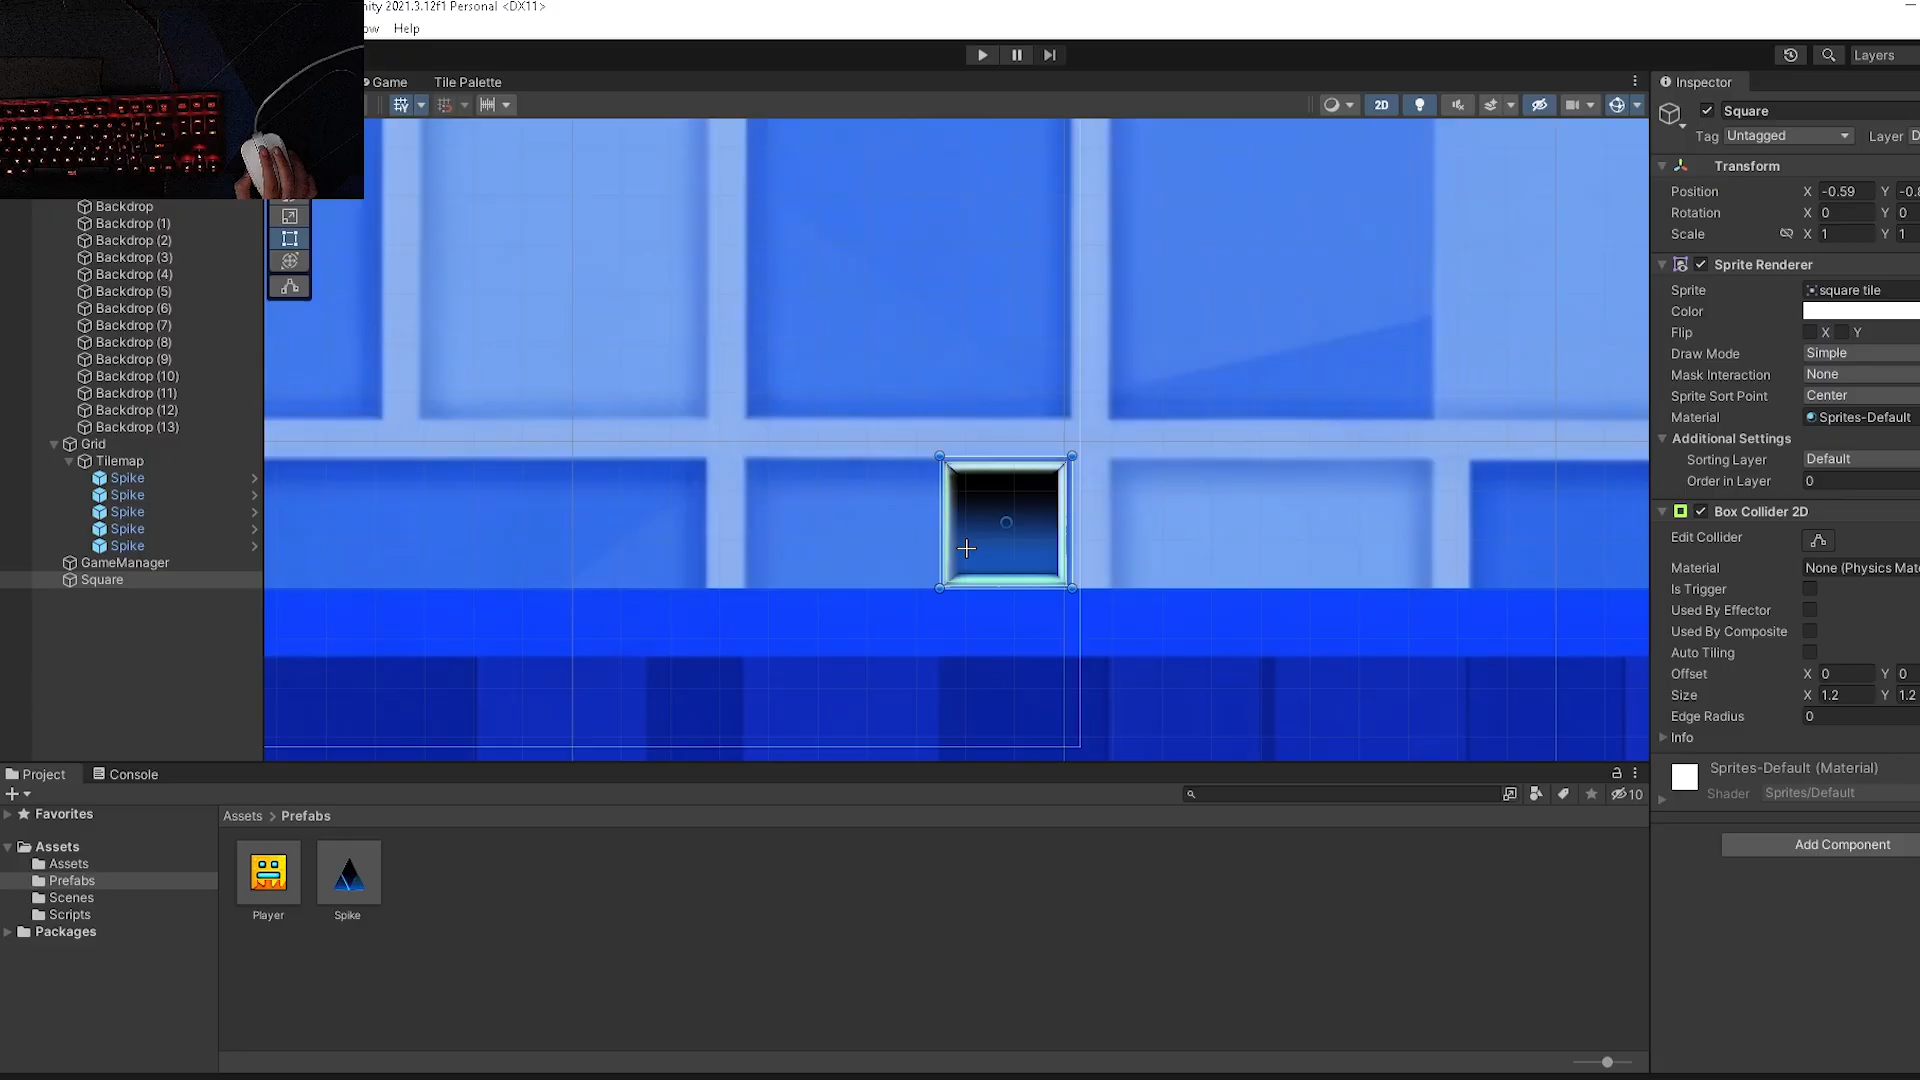 nity 2021.3.12f1 Personal <DX11>
ow Help
Layers
Game Tile Palette
2D
Backdrop
Backdrop (1)
Backdrop (2)
Backdrop (3)
Backdrop (4)
Backdrop (5)
Backdrop (6)
Backdrop (7)
Backdrop (8)
Backdrop (9)
Backdrop (10)
Backdrop (11)
Backdrop (12)
Backdrop (13)
Grid
Tilemap
Spike
Spike
Spike
Spike
Spike
GameManager
Square
Inspector
Square
Tag Untagged Layer D
Transform
Position X -0.59 Y -0.8
Rotation X 0 Y 0
Scale X 1 Y 1
Sprite Renderer
Sprite square tile
Color
Flip X Y
Draw Mode Simple
Mask Interaction None
Sprite Sort Point Center
Material Sprites-Default
Additional Settings
Sorting Layer Default
Order in Layer 0
Box Collider 2D
Edit Collider
Material None (Physics Mate
Is Trigger
Used By Effector
Used By Composite
Auto Tiling
Offset X 0 Y 0
Size X 1.2 Y 1.2
Edge Radius 0
Info
Sprites-Default (Material)
Shader Sprites/Default
Add Component
Project Console
10
Favorites
Assets
Assets
Prefabs
Scenes
Scripts
Packages
Assets > Prefabs
Player Spike